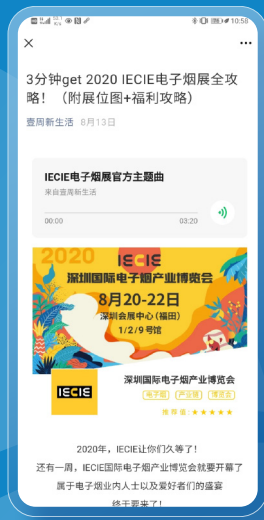 10:58
3分钟get 2020 IECIE电子烟展全攻
略！（附展位图+福利攻略）
壹周新生活 8月13日
IECIE电子烟展官方主题曲
来自壹周新生活
00:00 03:20
2020 IECIE
深圳国际电子烟产业博览会
8月20-22日
深圳会展中心（福田）
1/2/9号馆
IECIE
深圳国际电子烟产业博览会
电子烟 产业链 博览会
推荐值：★★★★★
2020年，IECIE让你们久等了！
还有一周，IECIE国际电子烟产业博览会就要开幕了
属于电子烟业内人士以及爱好者们的盛宴
终于要来了！